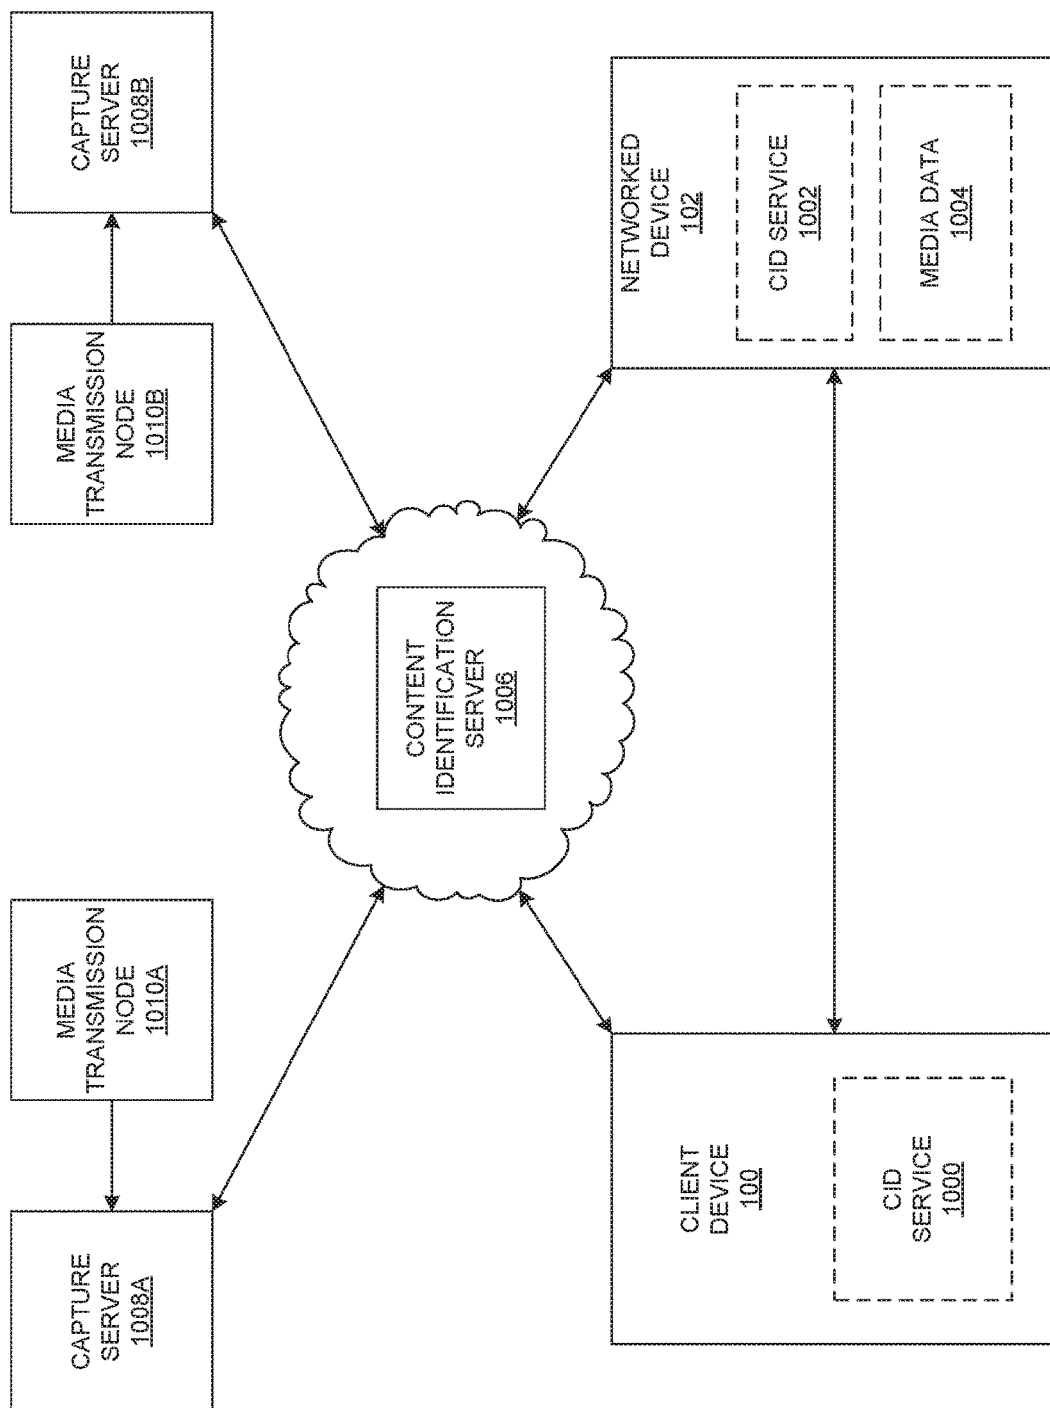 CAPTURE
SERVER
1008A
MEDIA
TRANSMISSION
NODE
1010A
MEDIA
TRANSMISSION
NODE
1010B
CAPTURE
SERVER
1008B
CONTENT
IDENTIFICATION
SERVER
1006
CLIENT
DEVICE
100
CID
SERVICE
1000
NETWORKED
DEVICE
102
CID SERVICE
1002
MEDIA DATA
1004